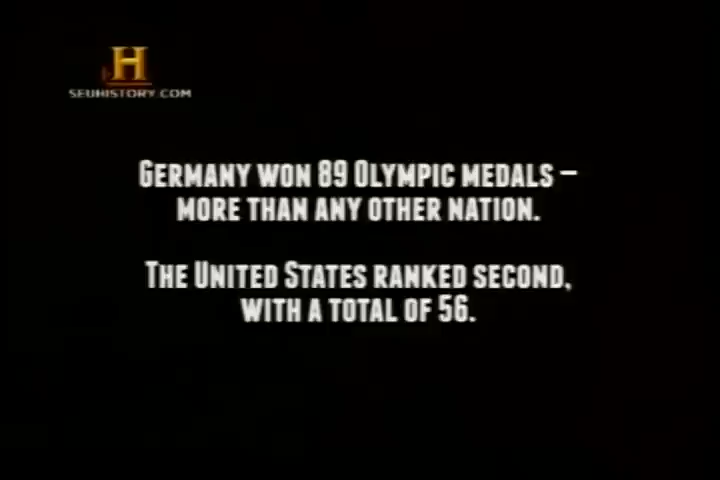 H
SEUHISTORY.COM
GERMANY WON 89 OLYMPIC MEDALS –
MORE THAN ANY OTHER NATION.
THE UNITED STATES RANKED SECOND,
WITH A TOTAL OF 56.